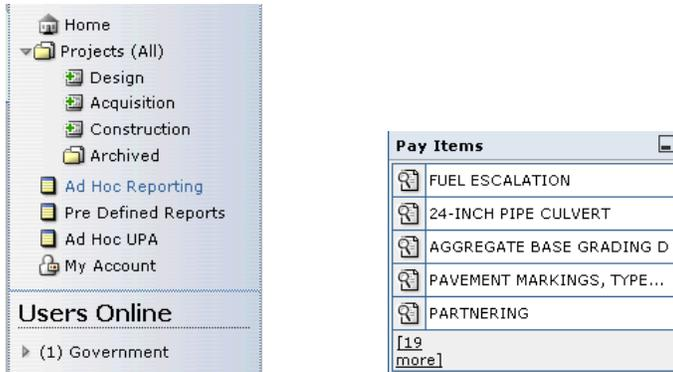 Home
Projects (All)
Design
Acquisition
Construction
Archived
Ad Hoc Reporting
Pre Defined Reports
Ad Hoc UPA
My Account
Users Online
(1) Government
Pay Items
FUEL ESCALATION
24-INCH PIPE CULVERT
AGGREGATE BASE GRADING D
PAVEMENT MARKINGS, TYPE...
PARTNERING
[19
more]